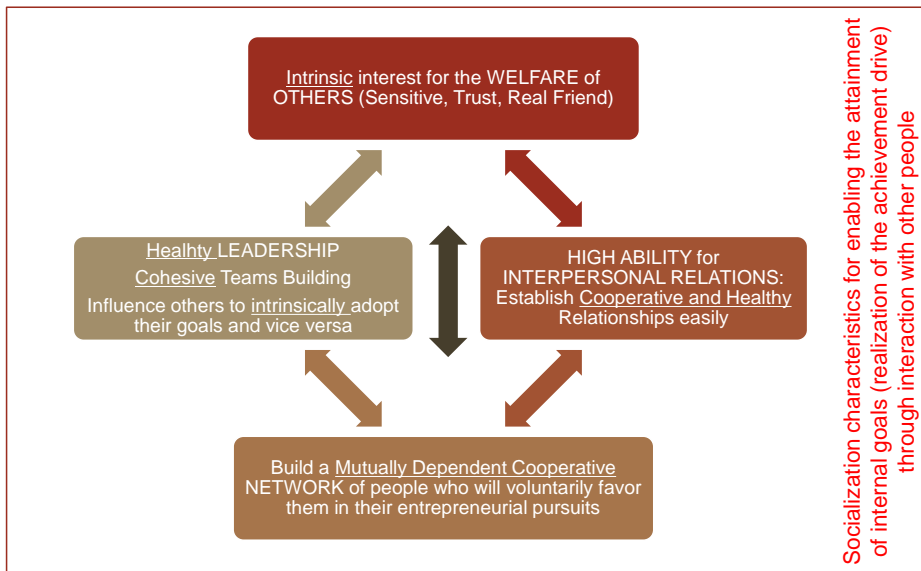 Intrinsic interest for the WELFARE of
OTHERS (Sensitive, Trust, Real Friend)
Healhty LEADERSHIP
Cohesive Teams Building
Influence others to intrinsically adopt
their goals and vice versa
HIGH ABILITY for
INTERPERSONAL RELATIONS:
Establish Cooperative and Healthy
Relationships easily
Build a Mutually Dependent Cooperative
NETWORK of people who will voluntarily favor
them in their entrepreneurial pursuits
Socialization characteristics for enabling the attainment
of internal goals (realization of the achievement drive)
through interaction with other people